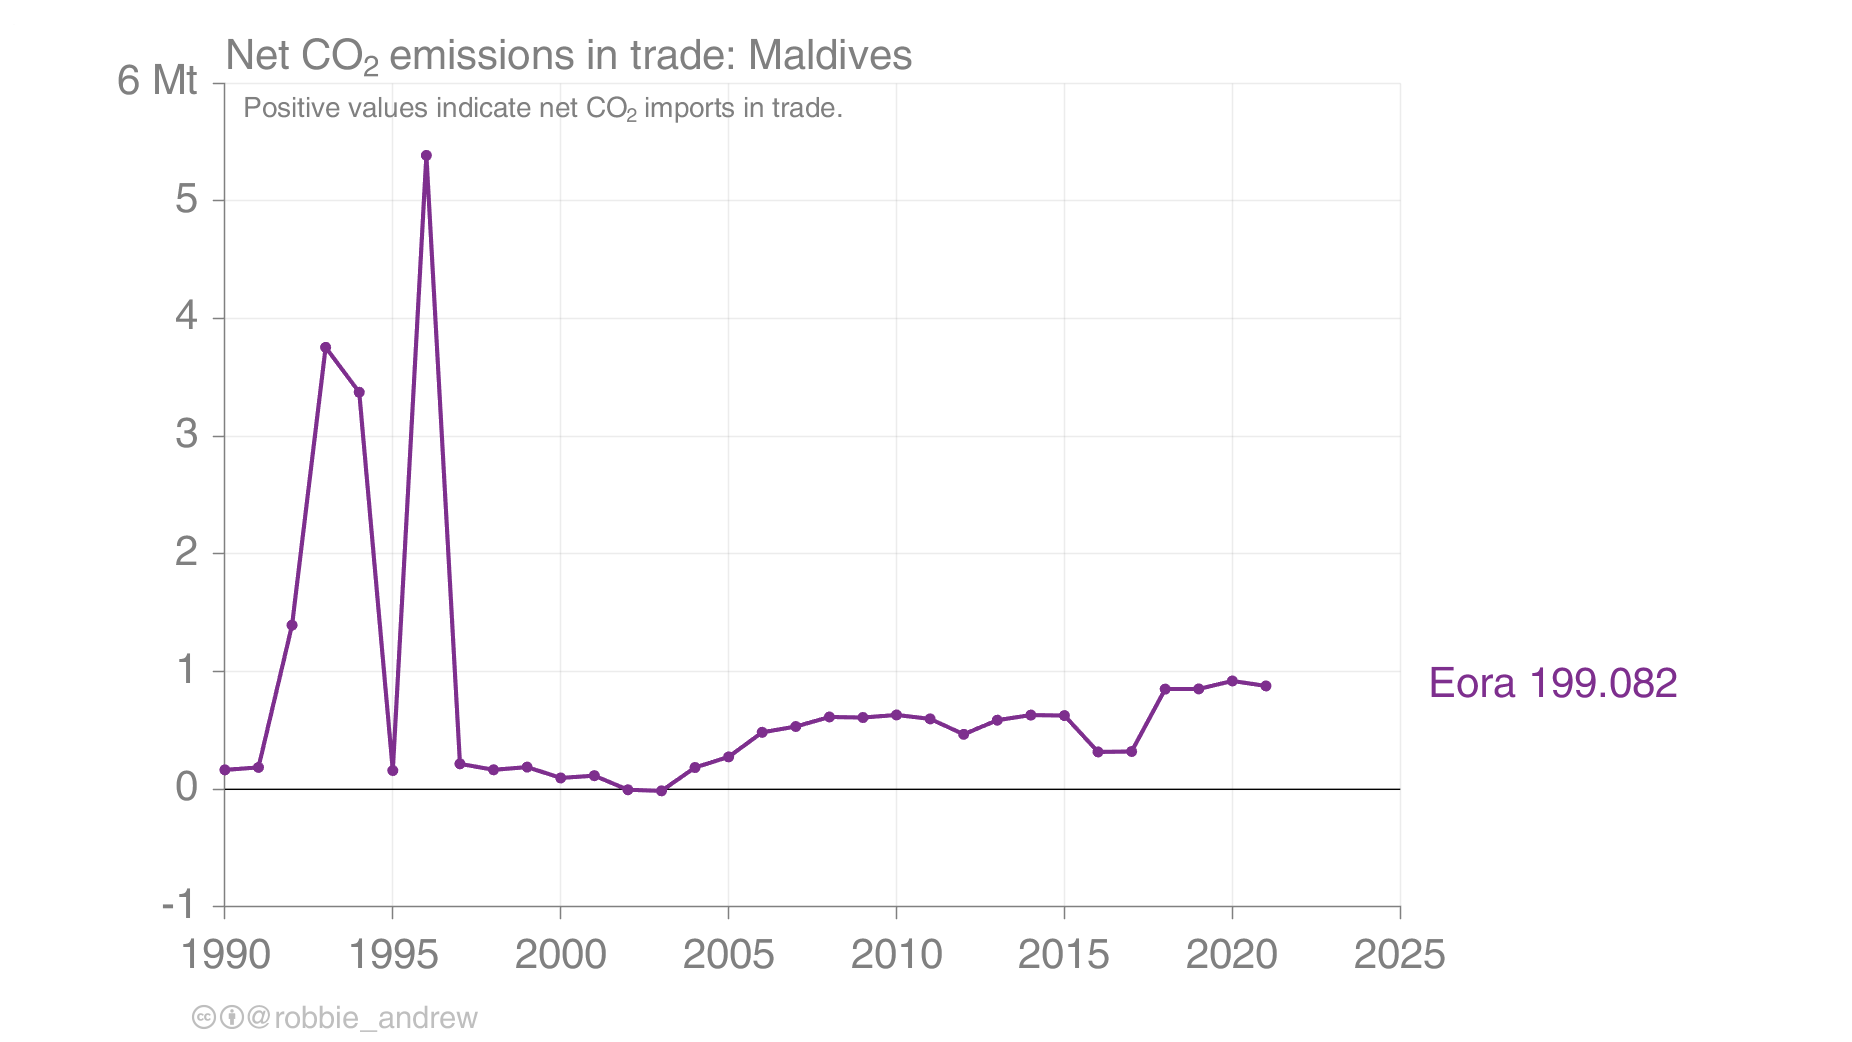 Net CO₂ emissions in trade: Maldives
6 Mt
Positive values indicate net CO₂ imports in trade.
5
4
3
2
1
Eora 199.082
0
-1
1990 1995 2000 2005 2010 2015 2020 2025
cc @robbie_andrew